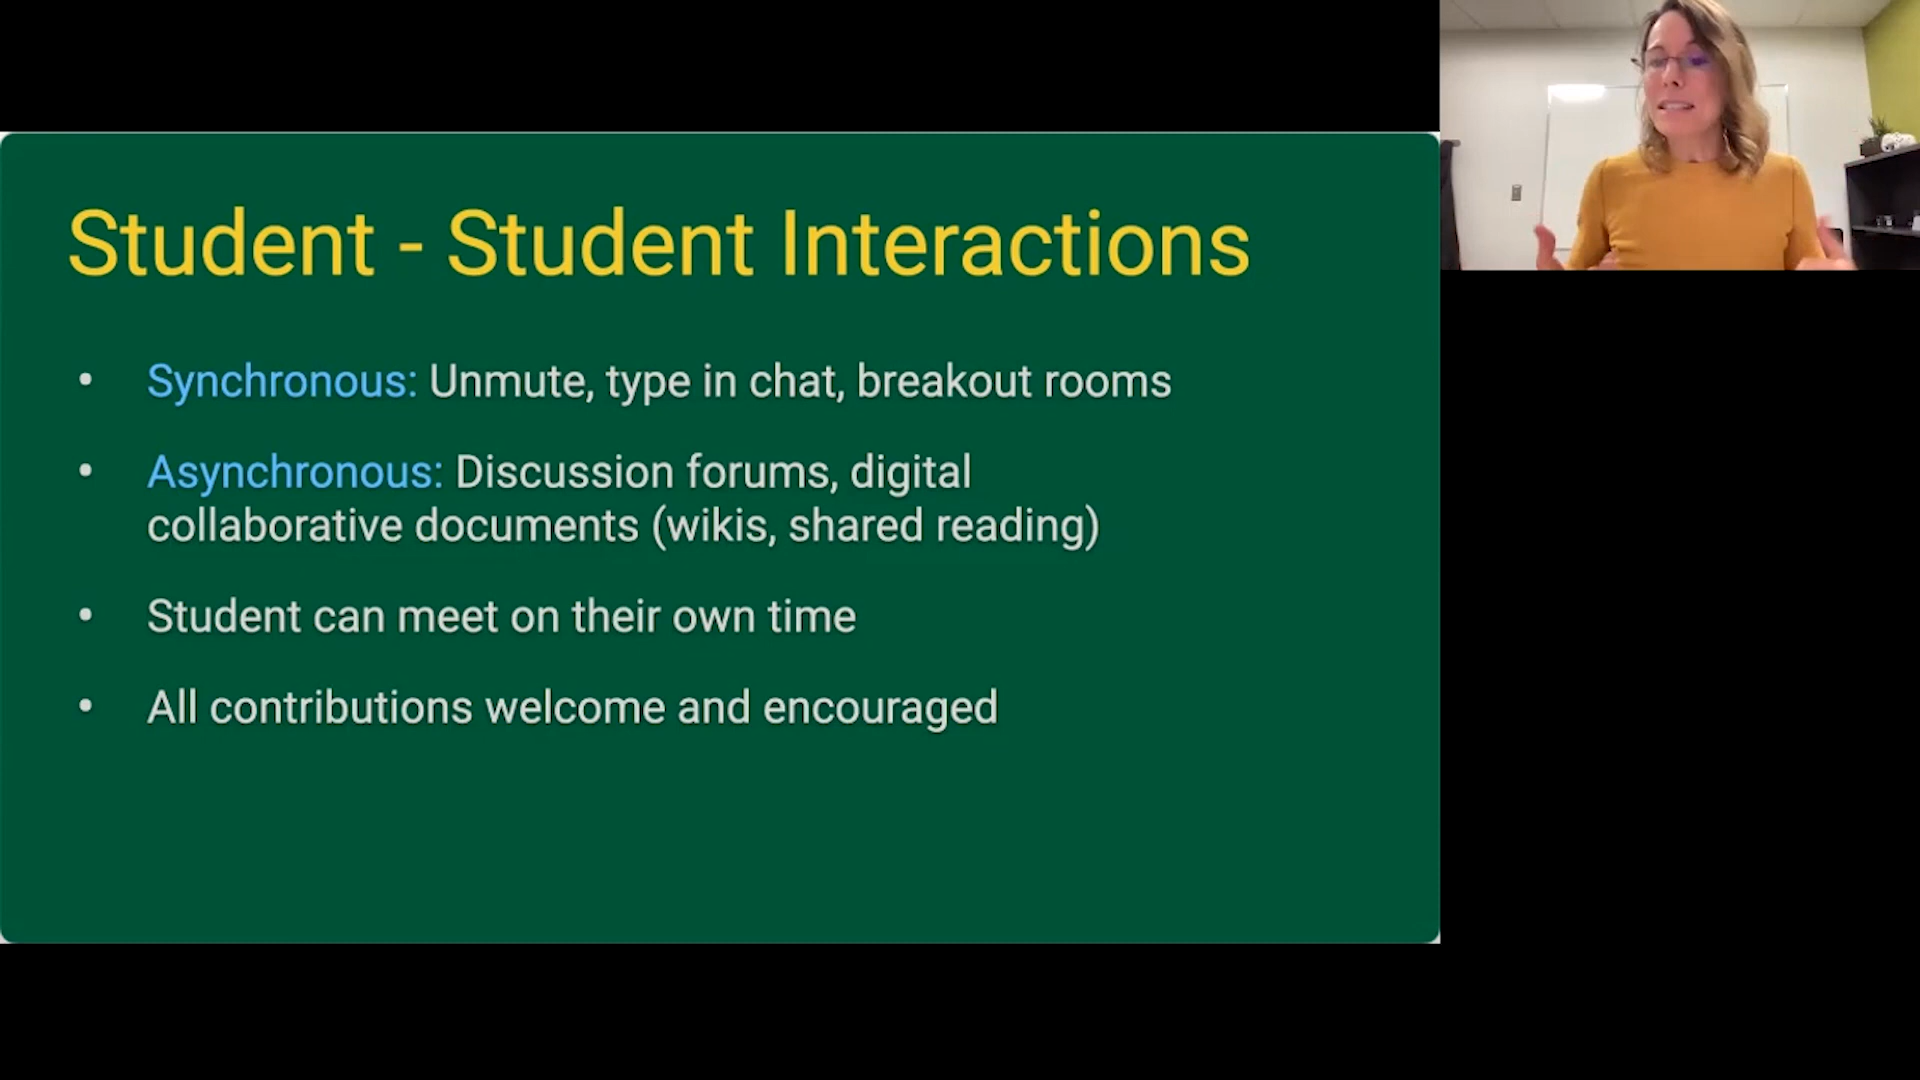 Student - Student Interactions
• Synchronous: Unmute, type in chat, breakout rooms
• Asynchronous: Discussion forums, digital
collaborative documents (wikis, shared reading)
• Student can meet on their own time
• All contributions welcome and encouraged